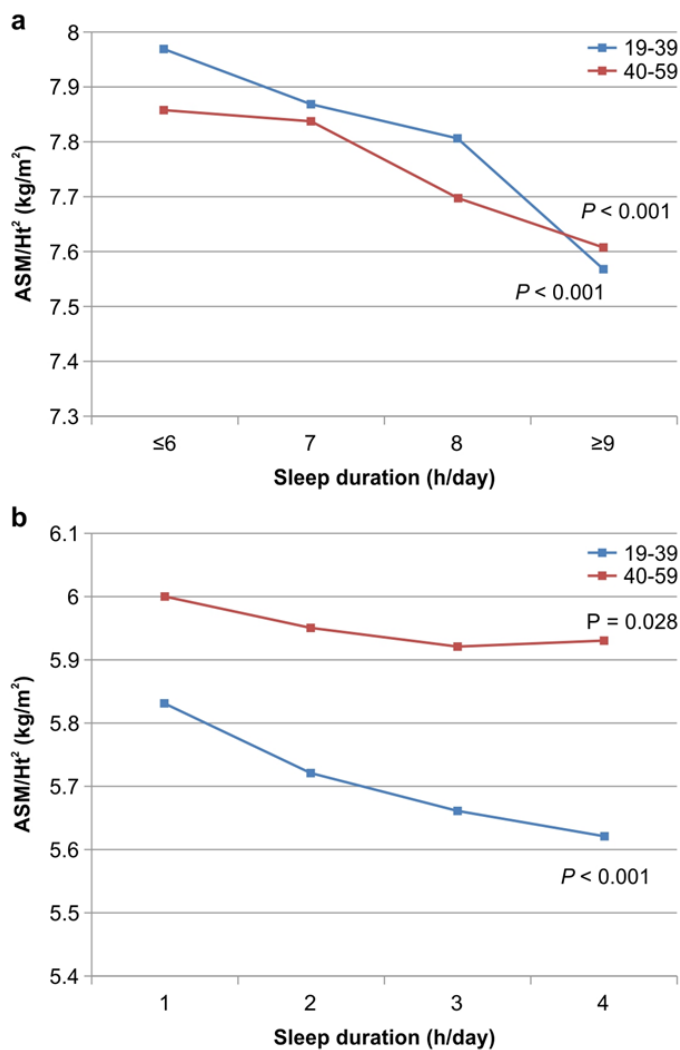 a
8
7.9
7.8
7.7
7.6
7.5
7.4
7.3
ASM/Ht² (kg/m²)
19-39
40-59
P < 0.001
P < 0.001
≤6 7 8 ≥9
Sleep duration (h/day)
b
6.1
6
5.9
5.8
5.7
5.6
5.5
5.4
ASM/Ht² (kg/m²)
19-39
40-59
P = 0.028
P < 0.001
1 2 3 4
Sleep duration (h/day)